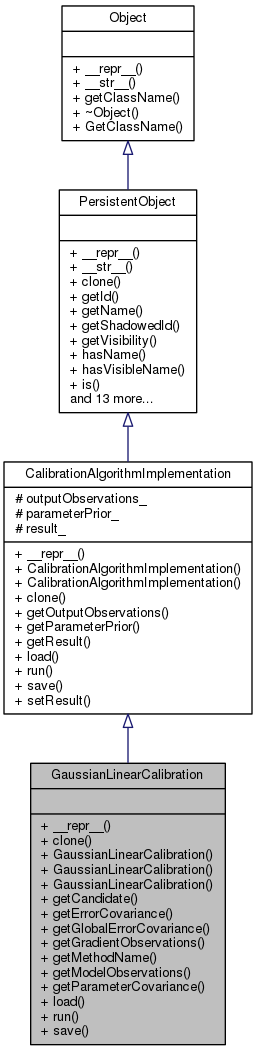 Object
+ __repr__()
+ __str__()
+ getClassName()
+ ~Object()
+ GetClassName()
PersistentObject
+ __repr__()
+ __str__()
+ clone()
+ getId()
+ getName()
+ getShadowedId()
+ getVisibility()
+ hasName()
+ hasVisibleName()
+ is()
and 13 more...
CalibrationAlgorithmImplementation
# outputObservations_
# parameterPrior_
# result_
+ __repr__()
+ CalibrationAlgorithmImplementation()
+ CalibrationAlgorithmImplementation()
+ clone()
+ getOutputObservations()
+ getParameterPrior()
+ getResult()
+ load()
+ run()
+ save()
+ setResult()
GaussianLinearCalibration
+ __repr__()
+ clone()
+ GaussianLinearCalibration()
+ GaussianLinearCalibration()
+ GaussianLinearCalibration()
+ getCandidate()
+ getErrorCovariance()
+ getGlobalErrorCovariance()
+ getGradientObservations()
+ getMethodName()
+ getModelObservations()
+ getParameterCovariance()
+ load()
+ run()
+ save()